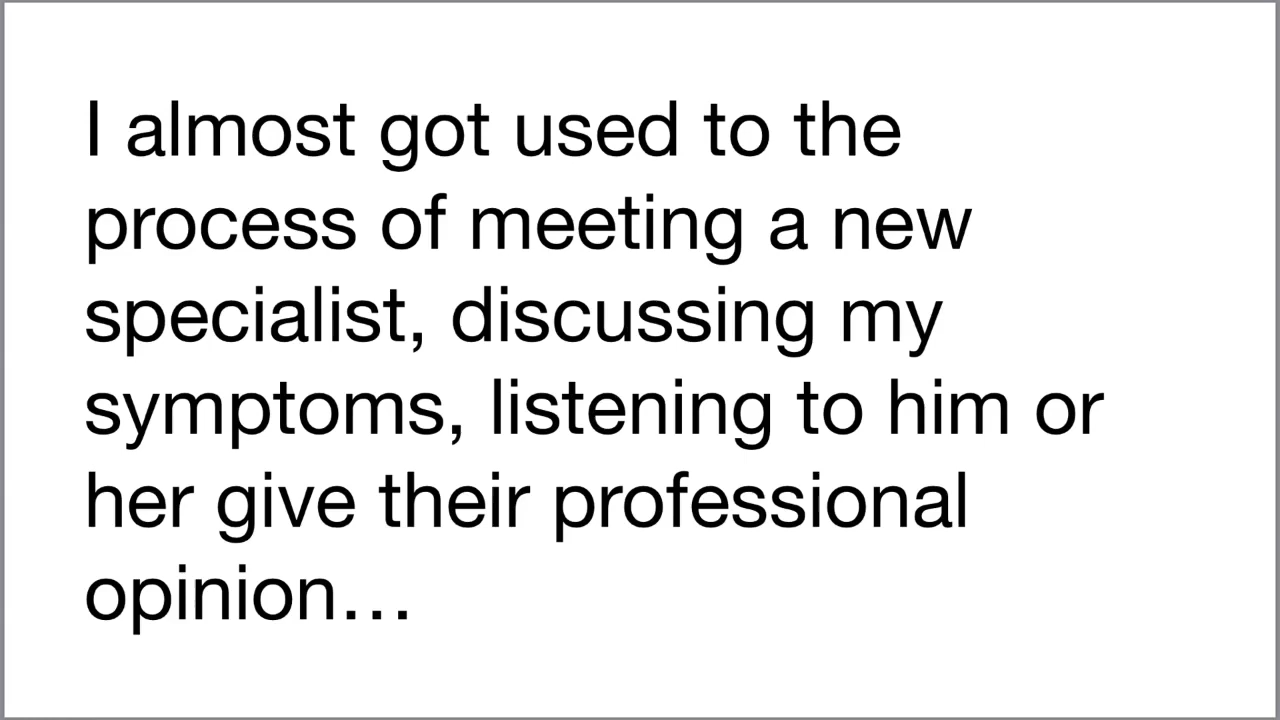 I almost got used to the
process of meeting a new
specialist, discussing my
symptoms, listening to him or
her give their professional
opinion…